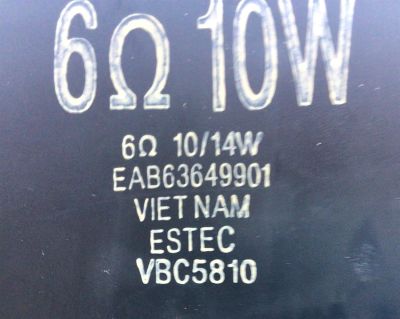 6Ω 10W
6Ω 10/14W
EAB63649901
VIET NAM
ESTEC
VBC5810